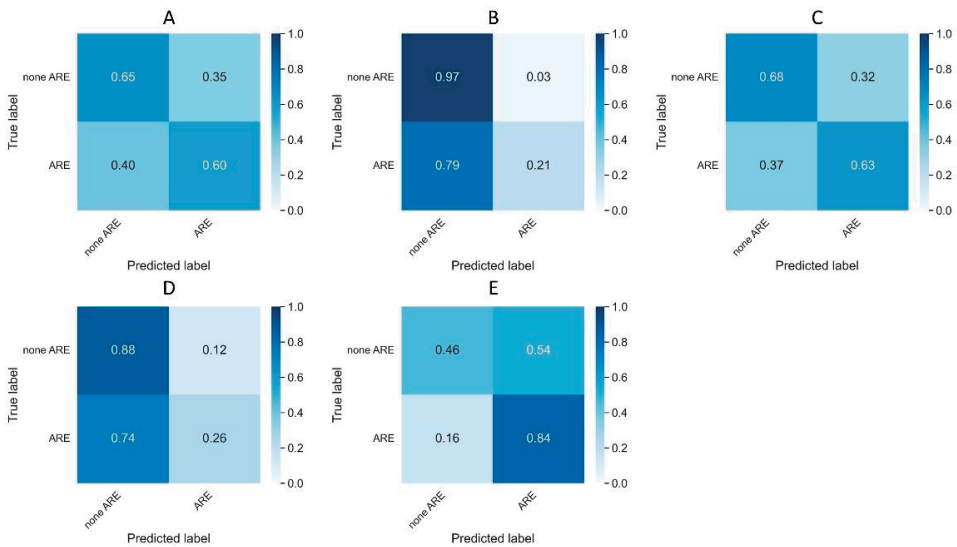 A
B
C
True label
none ARE
ARE
0.65
0.35
0.40
0.60
1.0
0.8
0.6
0.4
0.2
0.0
none ARE
ARE
Predicted label
True label
none ARE
ARE
0.97
0.03
0.79
0.21
1.0
0.8
0.6
0.4
0.2
0.0
none ARE
ARE
Predicted label
True label
none ARE
ARE
0.68
0.32
0.37
0.63
1.0
0.8
0.6
0.4
0.2
0.0
none ARE
ARE
Predicted label
D
E
True label
none ARE
ARE
0.88
0.12
0.74
0.26
1.0
0.8
0.6
0.4
0.2
0.0
none ARE
ARE
Predicted label
True label
none ARE
ARE
0.46
0.54
0.16
0.84
1.0
0.8
0.6
0.4
0.2
0.0
none ARE
ARE
Predicted label